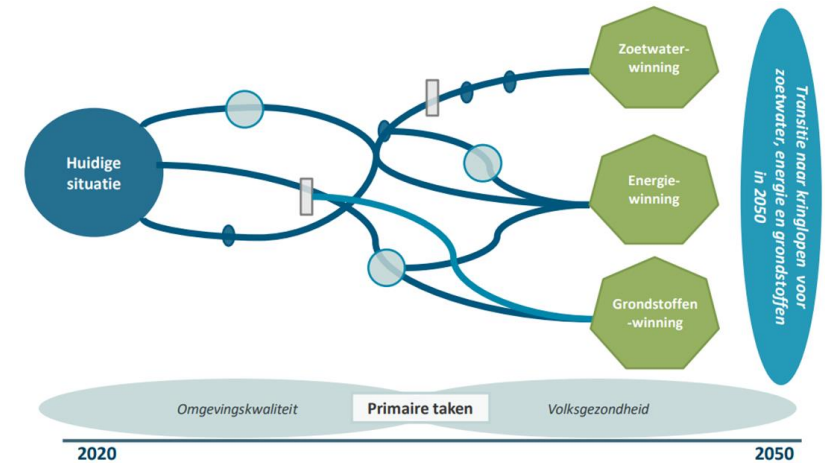 Huidige
situatie
Zoetwater-
winning
Energie-
winning
Grondstoffen
-winning
Transitie naar kringlopen voor
zoetwater, energie en grondstoffen
in 2050
Omgevingskwaliteit
Primaire taken
Volksgezondheid
2020
2050